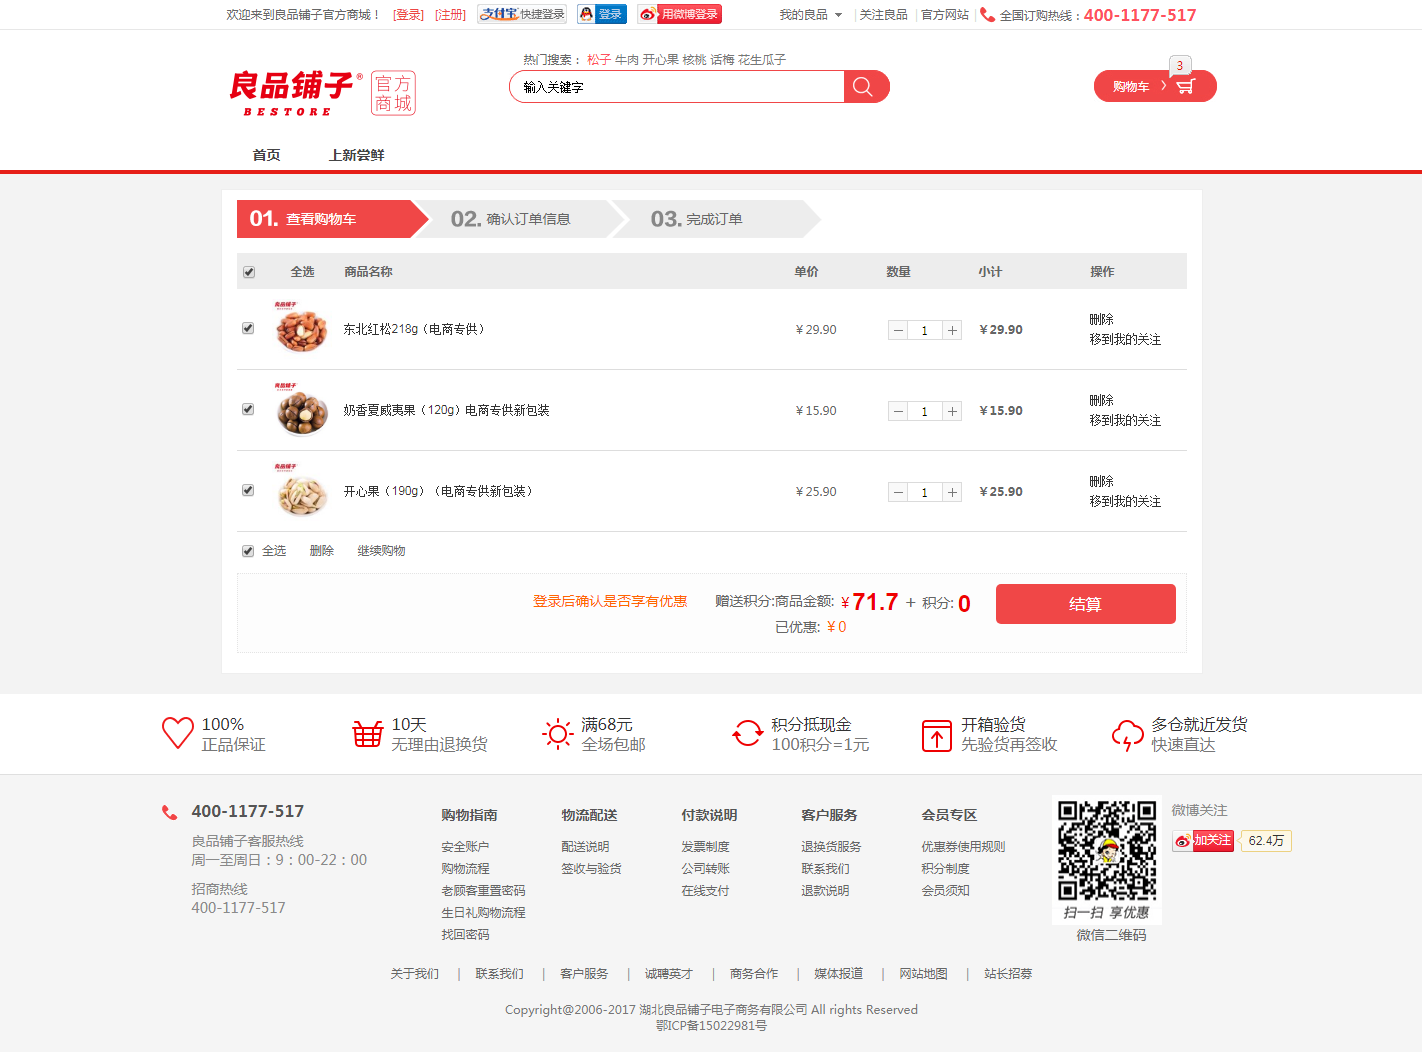 欢迎来到良品铺子官方商城！ [登录] [注册] 支付宝快捷登录 登录 用微博登录 我的良品 关注良品 官方网站 全国订购热线：400-1177-517
热门搜索： 松子 牛肉 开心果 核桃 话梅 花生瓜子
良品铺子® 官方商城
BESTORE
输入关键字
购物车 3
首页 上新尝鲜
01. 查看购物车 02. 确认订单信息 03. 完成订单
全选 商品名称 单价 数量 小计 操作
良品铺子
东北红松218g（电商专供） ￥29.90 － 1 ＋ ￥29.90 删除
移到我的关注
良品铺子
奶香夏威夷果（120g）电商专供新包装 ￥15.90 － 1 ＋ ￥15.90 删除
移到我的关注
良品铺子
开心果（190g）（电商专供新包装） ￥25.90 － 1 ＋ ￥25.90 删除
移到我的关注
全选 删除 继续购物
登录后确认是否享有优惠 赠送积分:商品金额: ￥71.7 + 积分: 0 结算
已优惠: ￥0
100% 10天 满68元 积分抵现金 开箱验货 多仓就近发货
正品保证 无理由退换货 全场包邮 100积分=1元 先验货再签收 快速直达
400-1177-517
良品铺子客服热线
周一至周日：9：00-22：00
招商热线
400-1177-517
购物指南 物流配送 付款说明 客户服务 会员专区
安全账户 配送说明 发票制度 退换货服务 优惠券使用规则
购物流程 签收与验货 公司转账 联系我们 积分制度
老顾客重置密码 在线支付 退款说明 会员须知
生日礼购物流程
找回密码
扫一扫 享优惠
微信二维码
微博关注
加关注 62.4万
关于我们 | 联系我们 | 客户服务 | 诚聘英才 | 商务合作 | 媒体报道 | 网站地图 | 站长招募
Copyright@2006-2017 湖北良品铺子电子商务有限公司 All rights Reserved
鄂ICP备15022981号